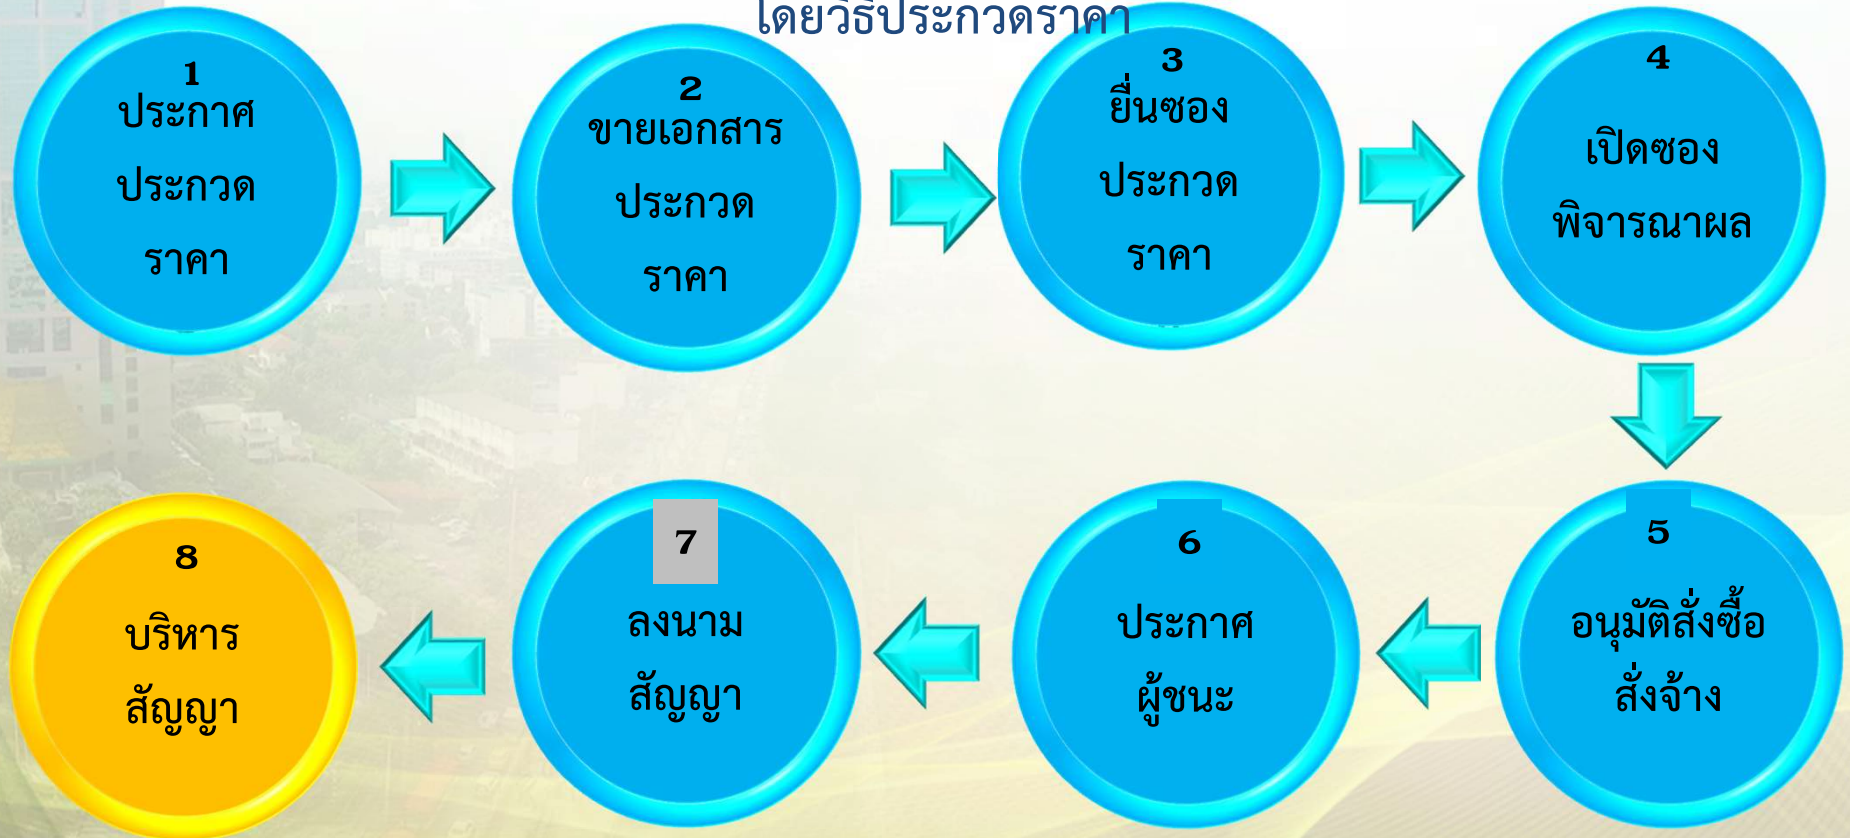 โดยวิธีประกวดราคา
1
ประกาศ
ประกวด
ราคา
2
ขายเอกสาร
ประกวด
ราคา
3
ยื่นซอง
ประกวด
ราคา
4
เปิดซอง
พิจารณาผล
5
อนุมัติสั่งซื้อ
สั่งจ้าง
6
ประกาศ
ผู้ชนะ
7
ลงนาม
สัญญา
8
บริหาร
สัญญา